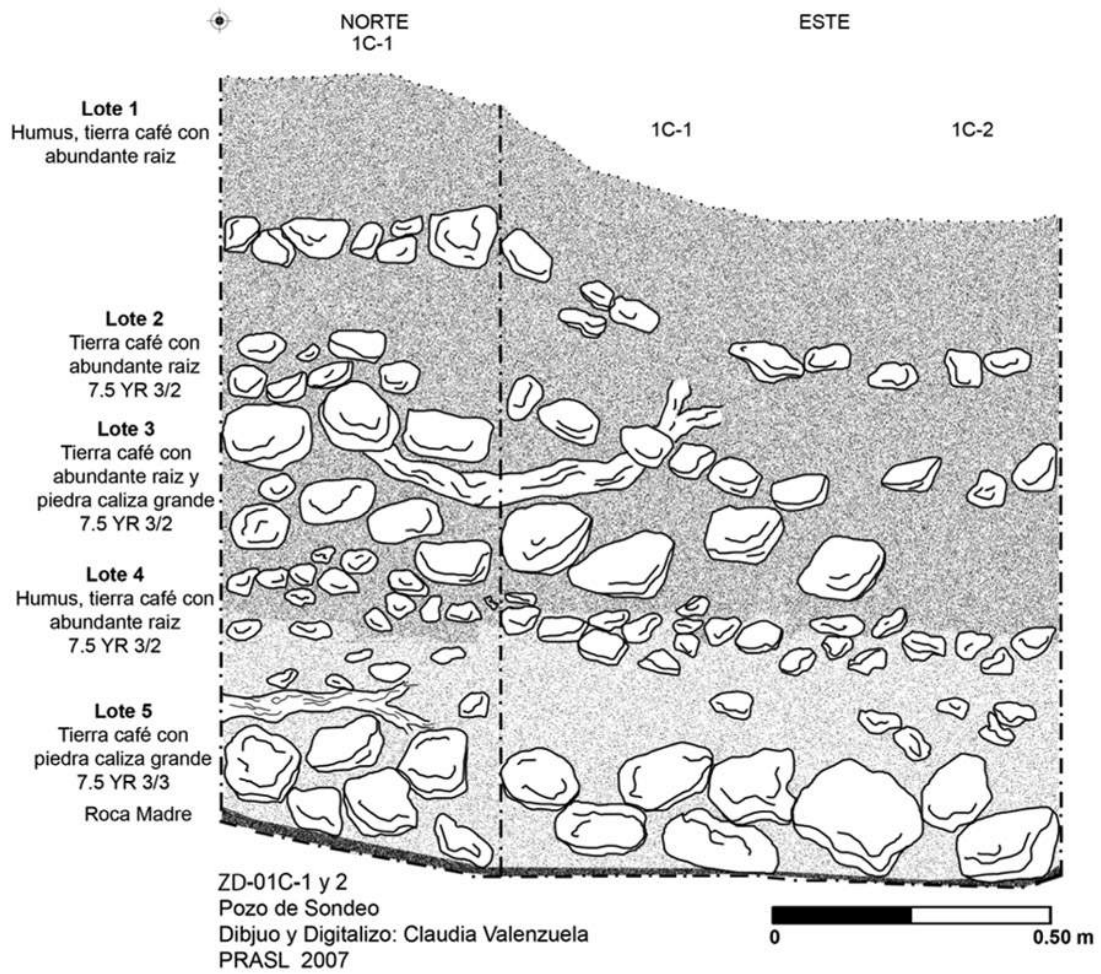 NORTE
1C-1
ESTE
1C-1
1C-2
Lote 1
Humus, tierra café con
abundante raiz
Lote 2
Tierra café con
abundante raiz
7.5 YR 3/2
Lote 3
Tierra café con
abundante raiz y
piedra caliza grande
7.5 YR 3/2
Lote 4
Humus, tierra café con
abundante raiz
7.5 YR 3/2
Lote 5
Tierra café con
piedra caliza grande
7.5 YR 3/3
Roca Madre
ZD-01C-1 y 2
Pozo de Sondeo
Dibjuo y Digitalizo: Claudia Valenzuela
PRASL 2007
0
0.50 m